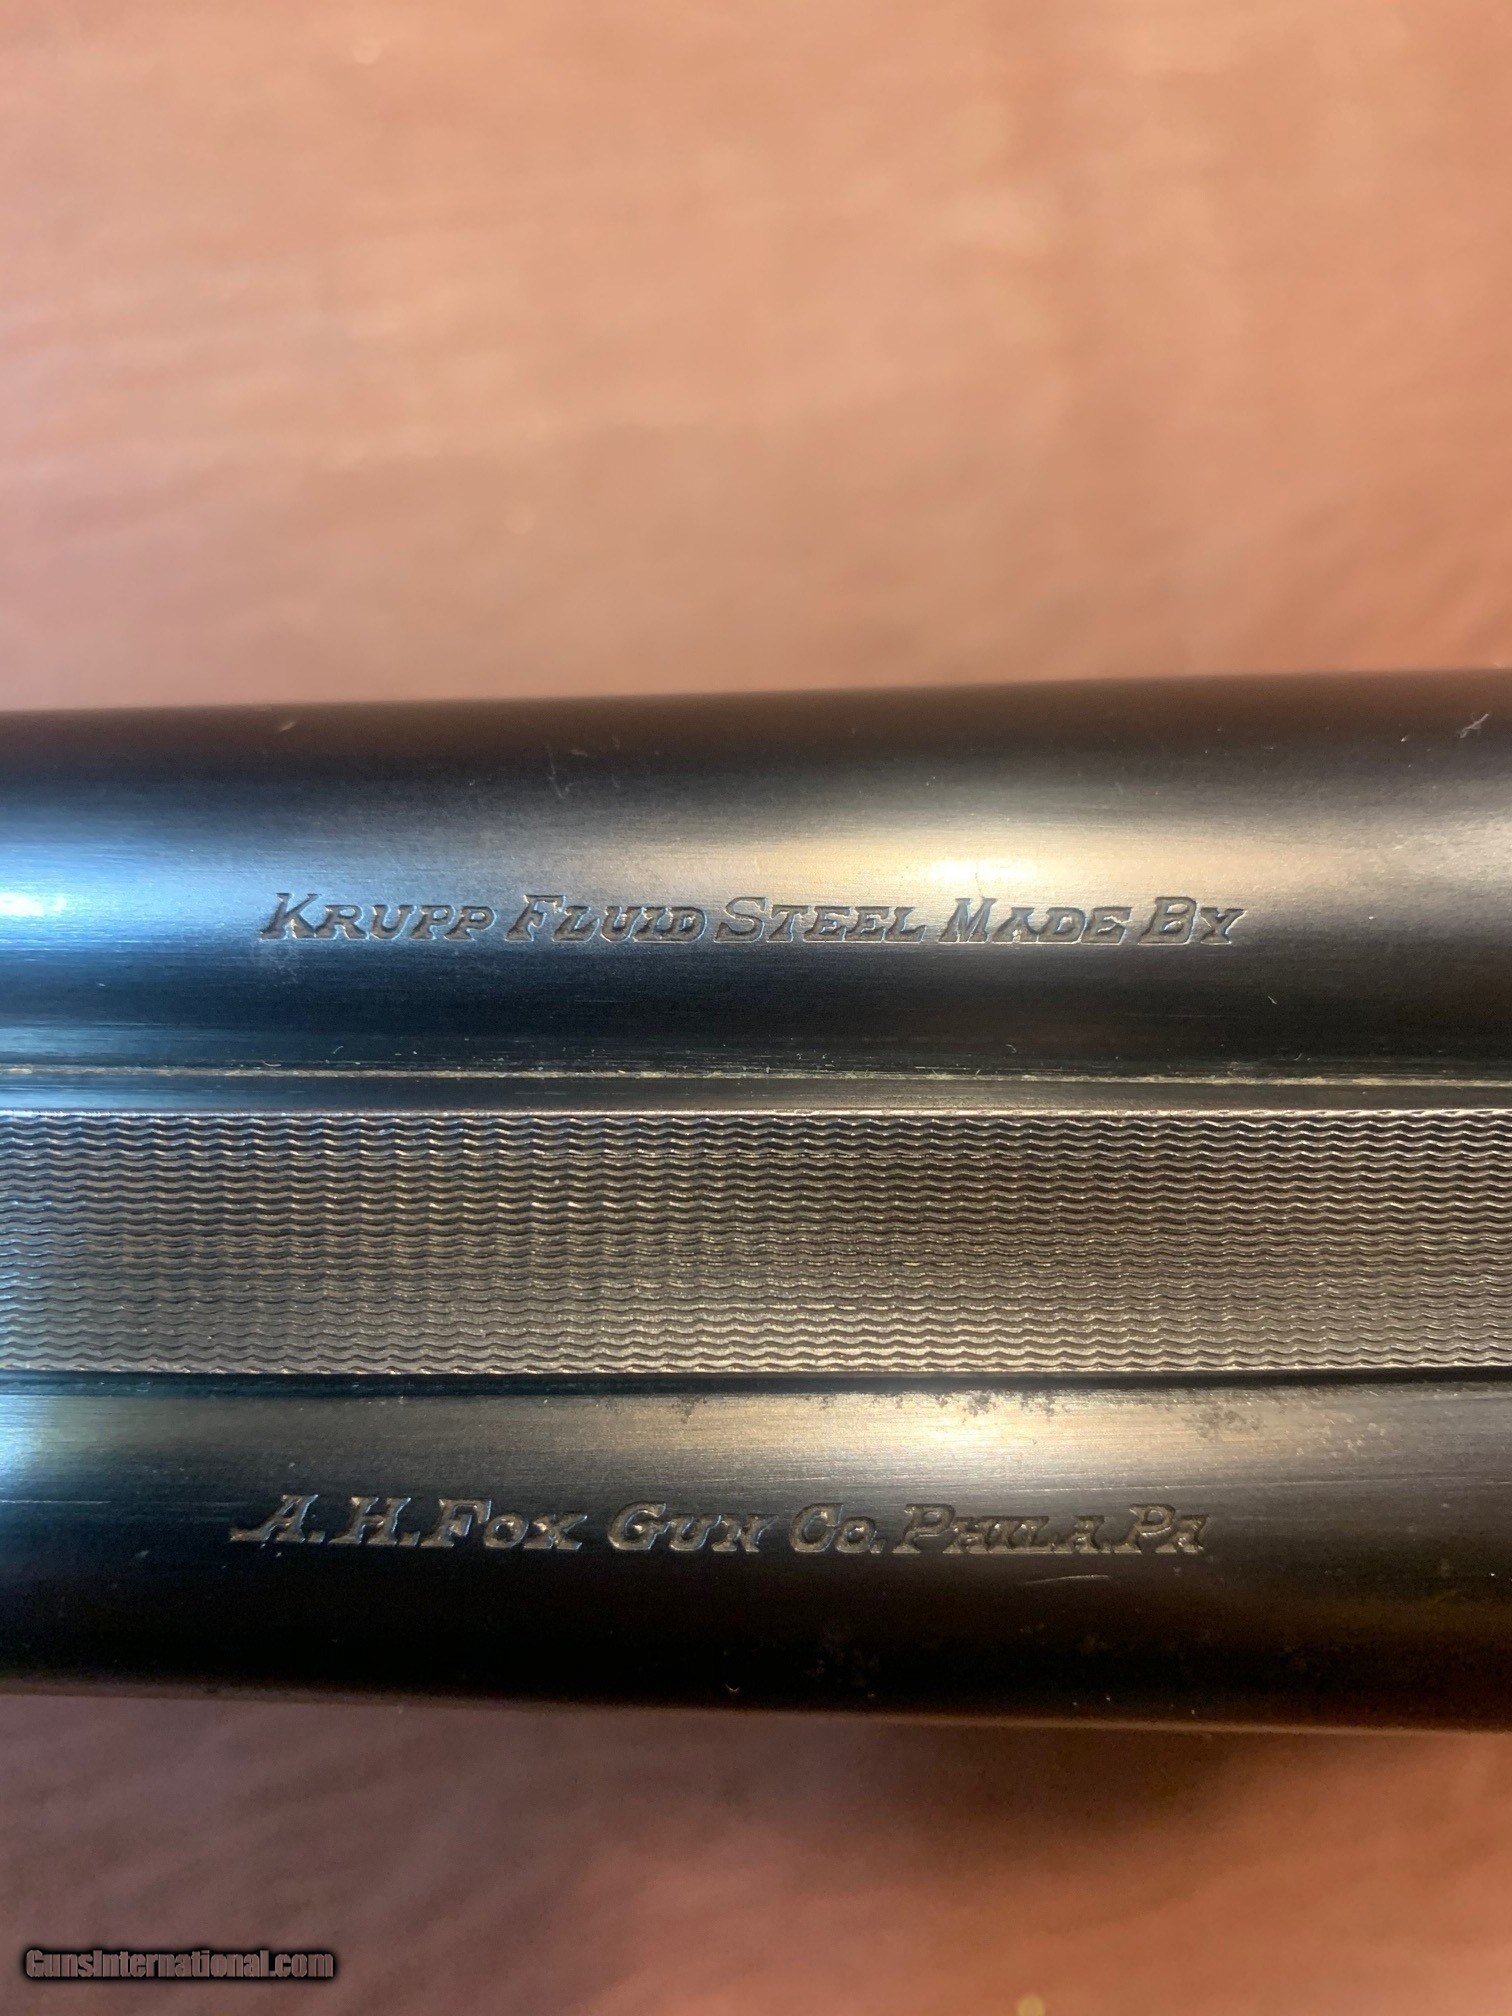 KRUPP FLUID STEEL MADE BY
A.H.FOX GUN CO. PHILA.PA
GunsInternational.com